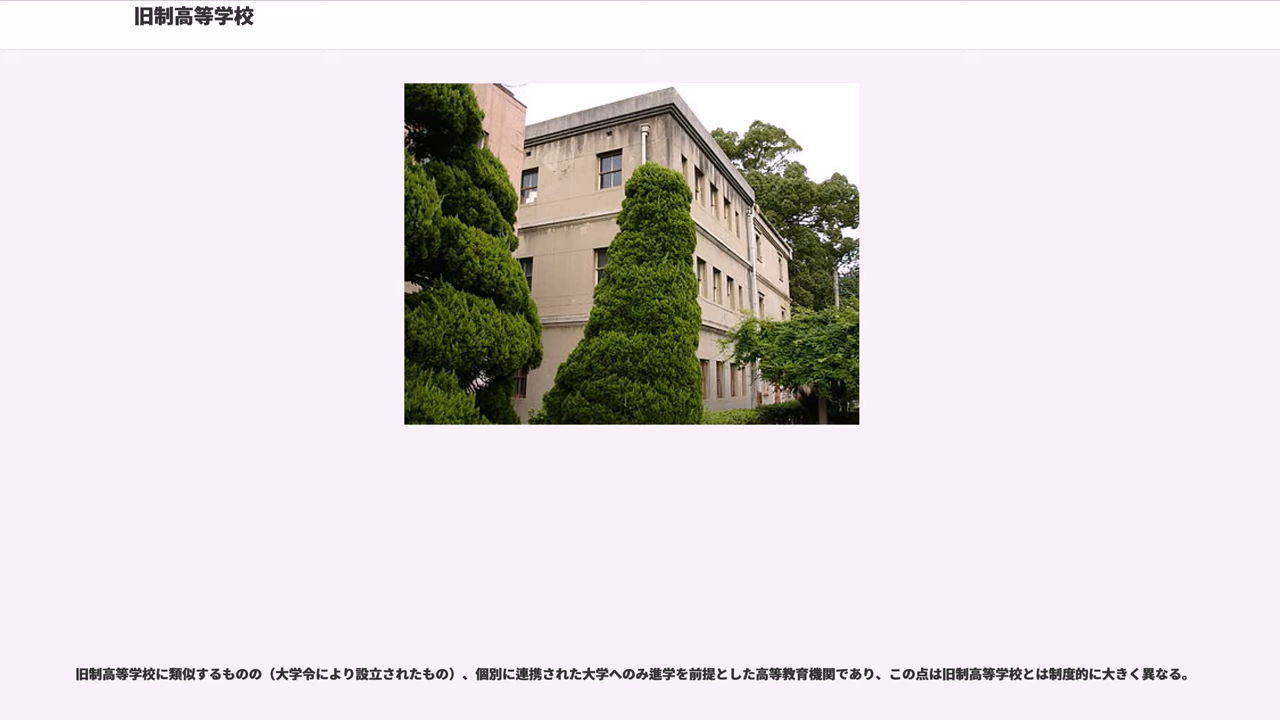 旧制高等学校
旧制高等学校に類似するものの（大学令により設立されたもの）、個別に連携された大学へのみ進学を前提とした高等教育機関であり、この点は旧制高等学校とは制度的に大きく異なる。